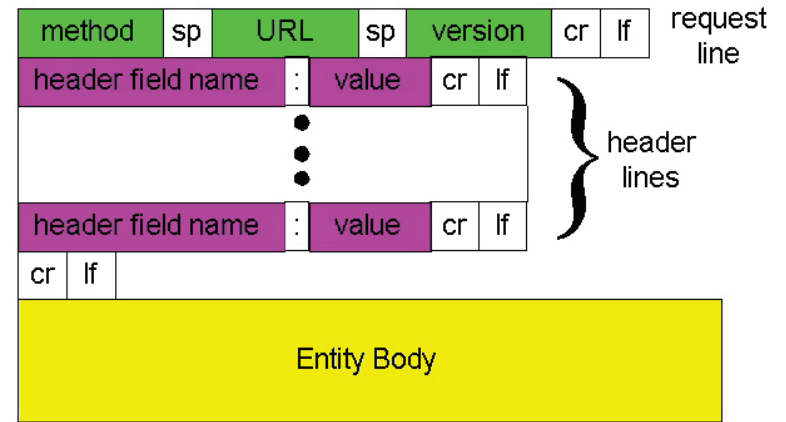 method sp URL sp version cr lf request line
header field name : value cr lf
header lines
header field name : value cr lf
cr lf
Entity Body